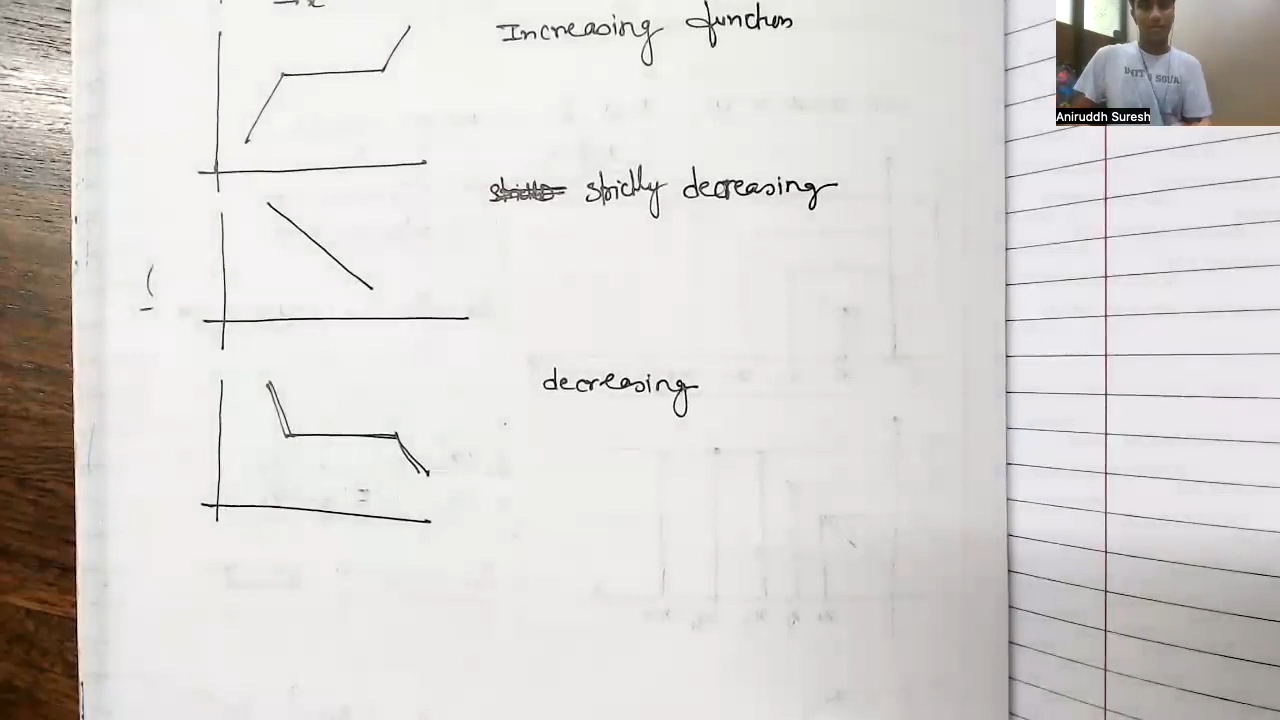 x
Increasing function
strictly decreasing
decreasing
Aniruddh Suresh